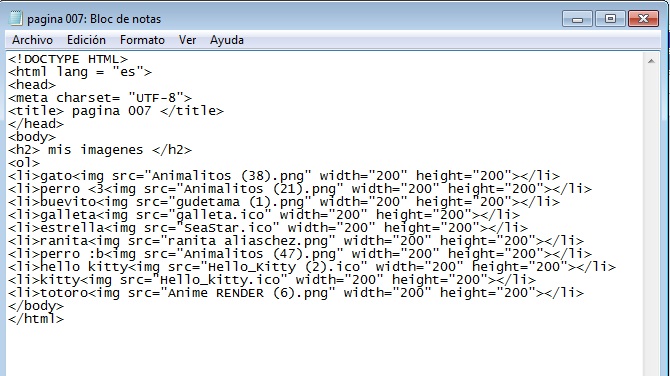 pagina 007: Bloc de notas
Archivo Edición Formato Ver Ayuda
<!DOCTYPE HTML>
<html lang = "es">
<head>
<meta charset= "UTF-8">
<title> pagina 007 </title>
</head>
<body>
<h2> mis imagenes </h2>
<ol>
<li>gato<img src="Animalitos (38).png" width="200" height="200"></li>
<li>perro <3<img src="Animalitos (21).png" width="200" height="200"></li>
<li>buevito<img src="gudetama (1).png" width="200" height="200"></li>
<li>galleta<img src="galleta.ico" width="200" height="200"></li>
<li>estrella<img src="SeaStar.ico" width="200" height="200"></li>
<li>ranita<img src="ranita aliaschez.png" width="200" height="200"></li>
<li>perro :b<img src="Animalitos (47).png" width="200" height="200"></li>
<li>hello kitty<img src="Hello_Kitty (2).ico" width="200" height="200"></li>
<li>kitty<img src="Hello_kitty.ico" width="200" height="200"></li>
<li>totoro<img src="Anime RENDER (6).png" width="200" height="200"></li>
</body>
</html>